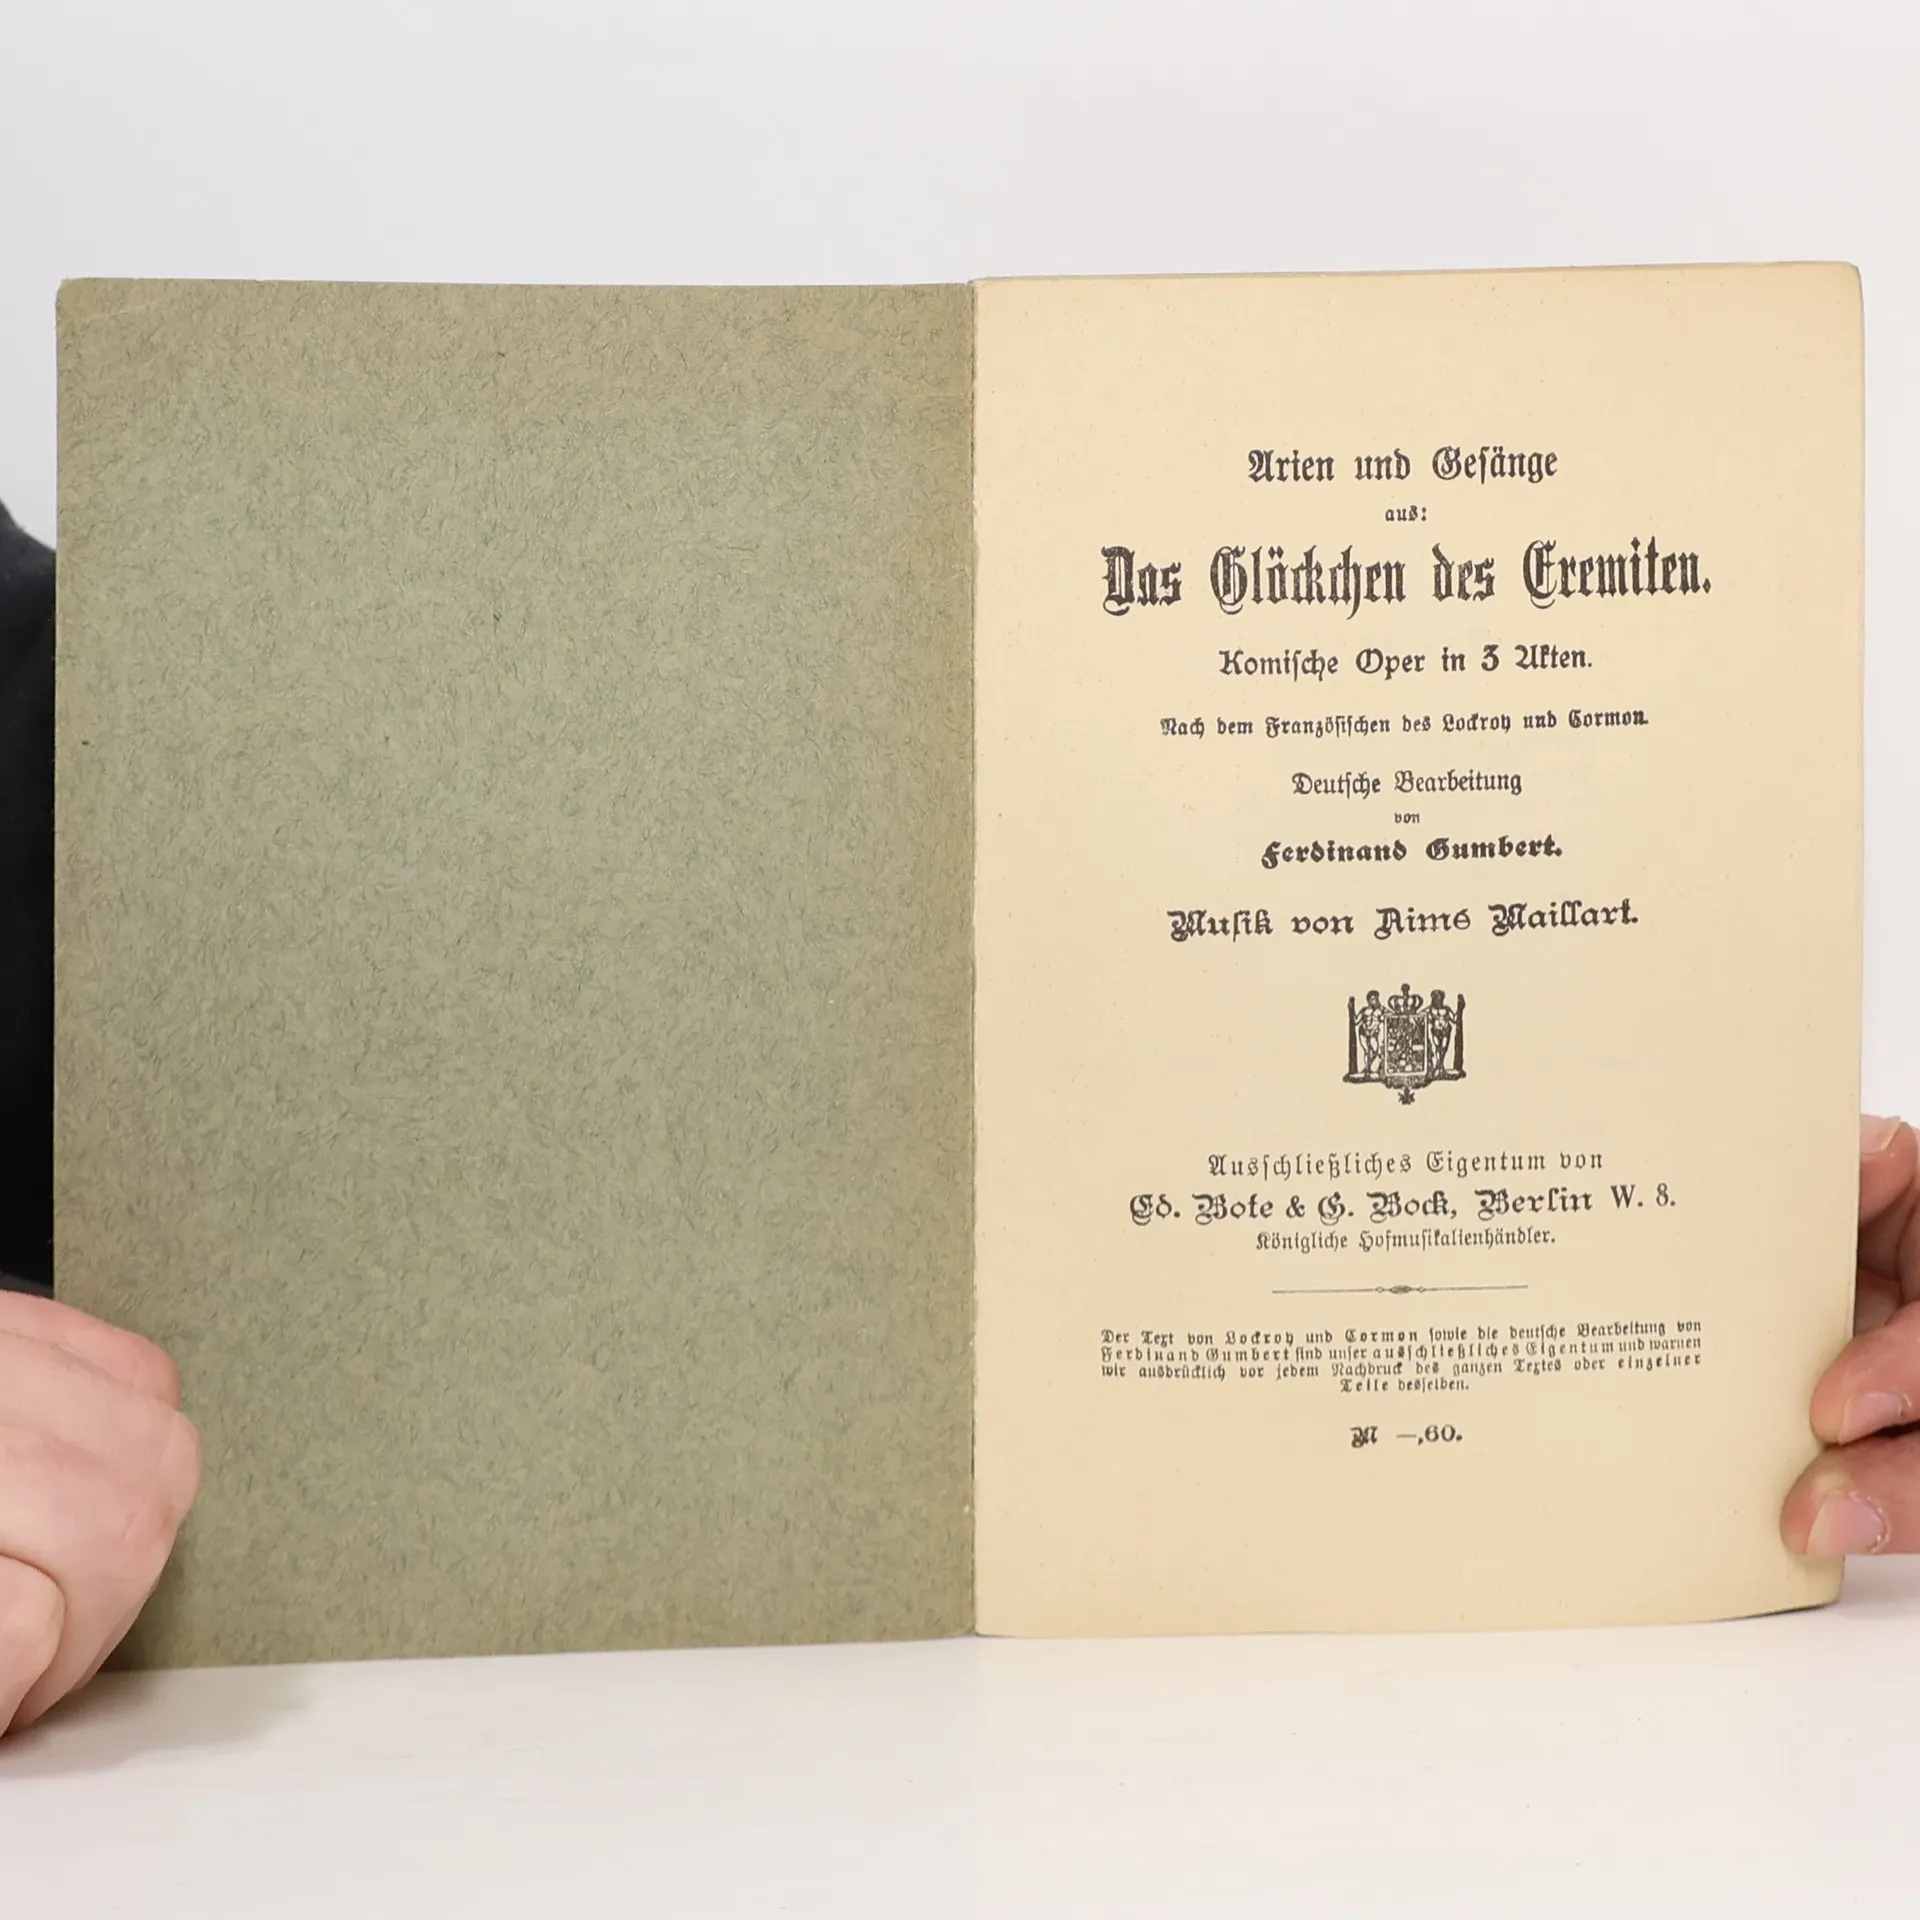 Arien und Gesänge
aus:
Das Glöckchen des Eremiten.
Komische Oper in 3 Akten.
Nach dem Französischen des Lockroy und Cormon.
Deutsche Bearbeitung
von
Ferdinand Gumbert.
Musik von Aimé Maillart.
Ausschließliches Eigentum von
Ed. Bote & G. Bock, Berlin W. 8.
Königliche Hofmusikalienhändler.
Der Text von Lockroy und Cormon sowie die deutsche Bearbeitung von
Ferdinand Gumbert sind unser ausschließliches Eigentum und warnen
wir ausdrücklich vor jedem Nachdruck des ganzen Textes oder einzelner
Teile desselben.
M —,60.